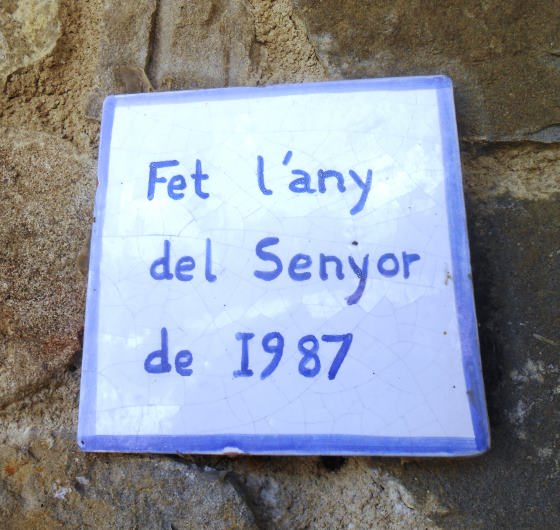 Fet l'any
del Senyor
de 1987